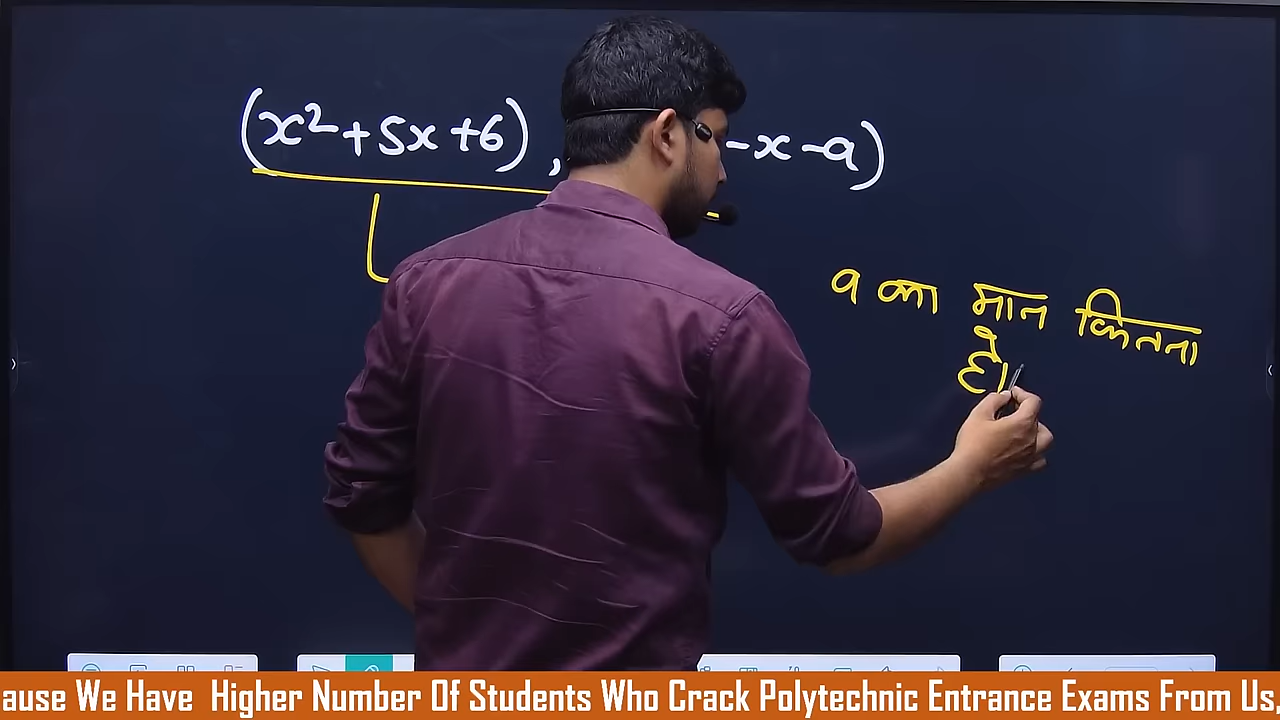 (x²+5x+6), -x-a)
a का मान कितना
हो
ause We Have Higher Number Of Students Who Crack Polytechnic Entrance Exams From Us,